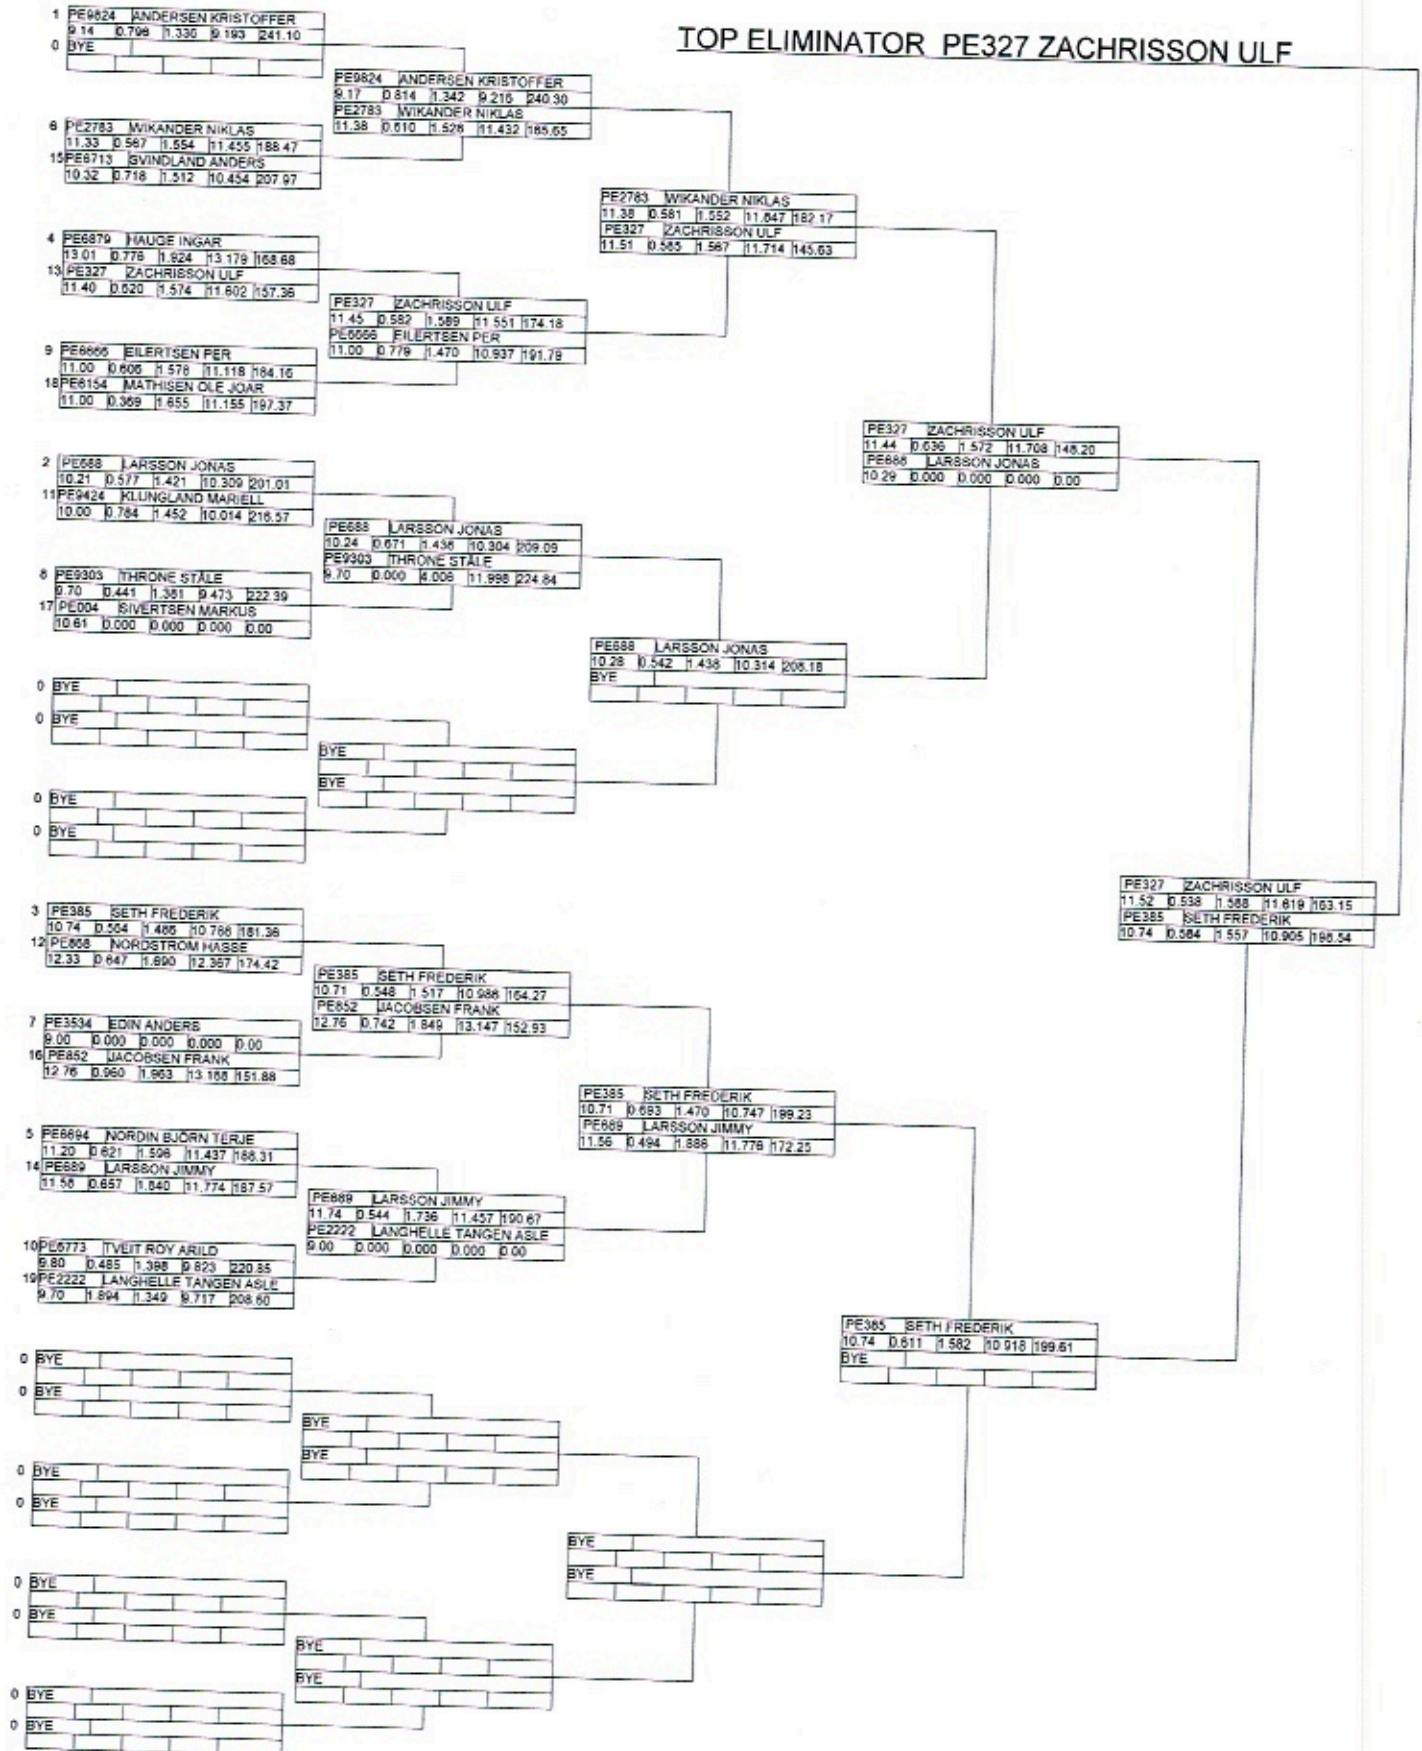 TOP ELIMINATOR PE327 ZACHRISSON ULF
1 PE9824 ANDERSEN KRISTOFFER
9.14 0.796 1.336 9.193 241.10
0 BYE
6 PE2783 WIKANDER NIKLAS
11.33 0.567 1.554 11.455 188.47
15 PE6713 SVINDLAND ANDERS
10.32 0.718 1.512 10.454 207.97
4 PE6879 HAUGE INGAR
13.01 0.776 1.924 13.179 168.68
13 PE327 ZACHRISSON ULF
11.40 0.620 1.574 11.602 157.36
9 PE6666 EILERTSEN PER
11.00 0.606 1.576 11.118 184.16
18 PE6154 MATHISEN OLE JOAR
11.00 0.369 1.655 11.155 197.37
2 PE688 LARSSON JONAS
10.21 0.577 1.421 10.309 201.01
11 PE9424 KLUNGLAND MARIELL
10.00 0.784 1.452 10.014 216.57
8 PE9303 THRONE STÅLE
9.70 0.441 1.381 9.473 222.39
17 PE004 SIVERTSEN MARKUS
10.61 0.000 0.000 0.000 0.00
0 BYE
0 BYE
0 BYE
0 BYE
3 PE385 SETH FREDERIK
10.74 0.564 1.486 10.766 181.36
12 PE868 NORDSTROM HASSE
12.33 0.647 1.690 12.367 174.42
7 PE3534 EDIN ANDERS
9.00 0.000 0.000 0.000 0.00
16 PE852 JACOBSEN FRANK
12.76 0.960 1.963 13.168 151.88
5 PE6694 NORDIN BJÖRN TERJE
11.20 0.621 1.596 11.437 188.31
14 PE689 LARSSON JIMMY
11.56 0.657 1.840 11.774 187.57
10 PE6773 TVEIT ROY ARILD
9.80 0.485 1.398 9.823 220.85
19 PE2222 LANGHELLE TANGEN ASLE
9.70 1.894 1.349 9.717 208.60
0 BYE
0 BYE
0 BYE
0 BYE
0 BYE
0 BYE
0 BYE
0 BYE
PE9824 ANDERSEN KRISTOFFER
9.17 0.814 1.342 9.216 240.30
PE2783 WIKANDER NIKLAS
11.38 0.610 1.528 11.432 185.65
PE327 ZACHRISSON ULF
11.45 0.582 1.589 11.551 174.18
PE6666 EILERTSEN PER
11.00 0.779 1.470 10.937 191.79
PE688 LARSSON JONAS
10.24 0.671 1.436 10.304 209.09
PE9303 THRONE STÅLE
9.70 0.000 4.006 11.998 224.84
BYE
BYE
PE385 SETH FREDERIK
10.71 0.548 1.517 10.986 164.27
PE852 JACOBSEN FRANK
12.76 0.742 1.849 13.147 152.93
PE689 LARSSON JIMMY
11.74 0.544 1.736 11.457 190.67
PE2222 LANGHELLE TANGEN ASLE
9.00 0.000 0.000 0.000 0.00
BYE
BYE
BYE
BYE
PE2783 WIKANDER NIKLAS
11.38 0.581 1.552 11.647 182.17
PE327 ZACHRISSON ULF
11.51 0.565 1.567 11.714 145.63
PE688 LARSSON JONAS
10.28 0.542 1.436 10.314 208.18
BYE
PE385 SETH FREDERIK
10.71 0.693 1.470 10.747 199.23
PE689 LARSSON JIMMY
11.56 0.494 1.886 11.776 172.25
BYE
BYE
PE327 ZACHRISSON ULF
11.44 0.636 1.572 11.708 148.20
PE688 LARSSON JONAS
10.29 0.000 0.000 0.000 0.00
PE385 SETH FREDERIK
10.74 0.611 1.582 10.918 199.61
BYE
PE327 ZACHRISSON ULF
11.52 0.538 1.588 11.619 163.15
PE385 SETH FREDERIK
10.74 0.584 1.557 10.905 196.54